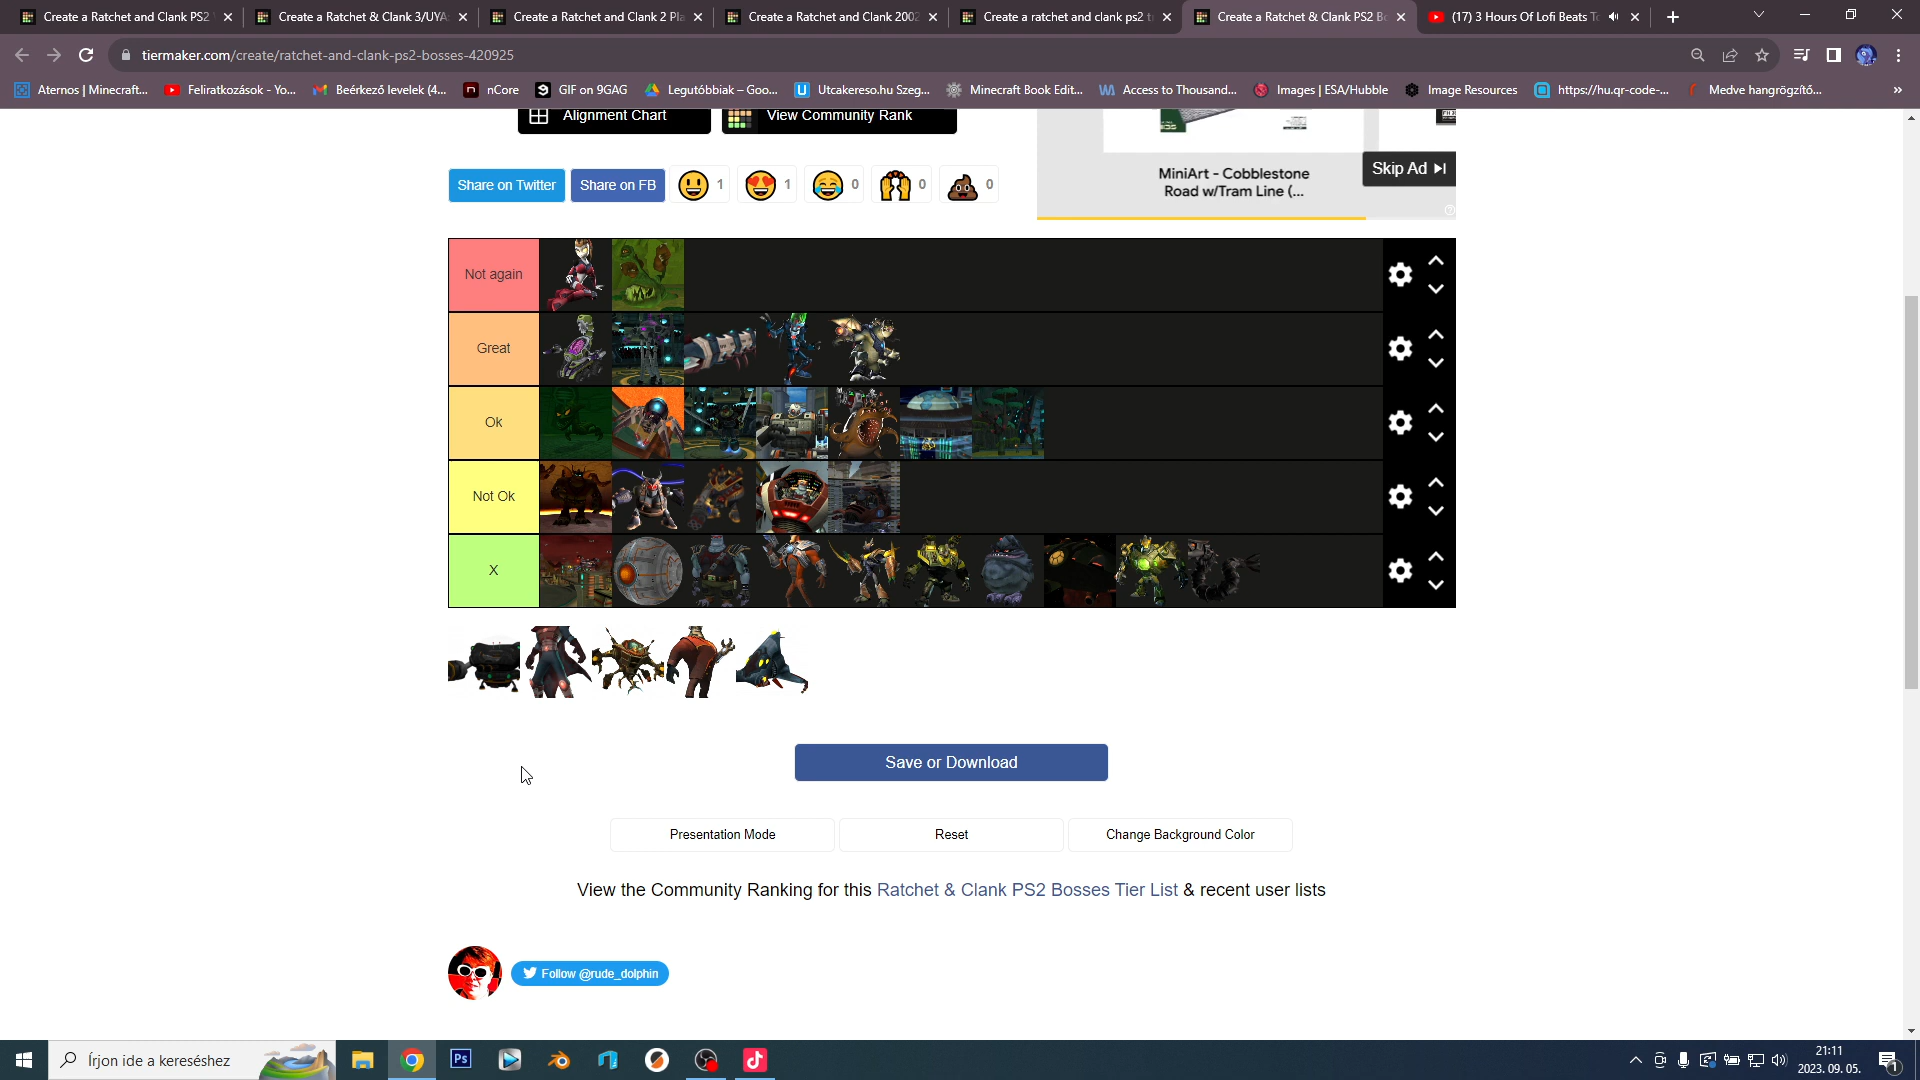 Create a Ratchet and Clank PS2
Create a Ratchet & Clank 3/UYA
Create a Ratchet and Clank 2 Pla
Create a Ratchet and Clank 2002
Create a ratchet and clank ps2 t
Create a Ratchet & Clank PS2 B
(17) 3 Hours Of Lofi Beats To
tiermaker.com/create/ratchet-and-clank-ps2-bosses-420925
Aternos | Minecraft...
Feliratkozások - Yo...
Beérkező levelek (4...
nCore
GIF on 9GAG
Legutóbbiak – Goo...
Utcakereso.hu Szeg...
Minecraft Book Edit...
Access to Thousand...
Images | ESA/Hubble
Image Resources
https://hu.qr-code-...
Medve hangrögzítő...
»
Alignment Chart
View Community Rank
Share on Twitter
Share on FB
1
1
0
0
0
MiniArt - Cobblestone
Road w/Tram Line (...
Skip Ad
Not again
Great
Ok
Not Ok
X
Save or Download
Presentation Mode
Reset
Change Background Color
View the Community Ranking for this Ratchet & Clank PS2 Bosses Tier List & recent user lists
Follow @rude_dolphin
Írjon ide a kereséshez
Ps
21:11
2023. 09. 05.
1